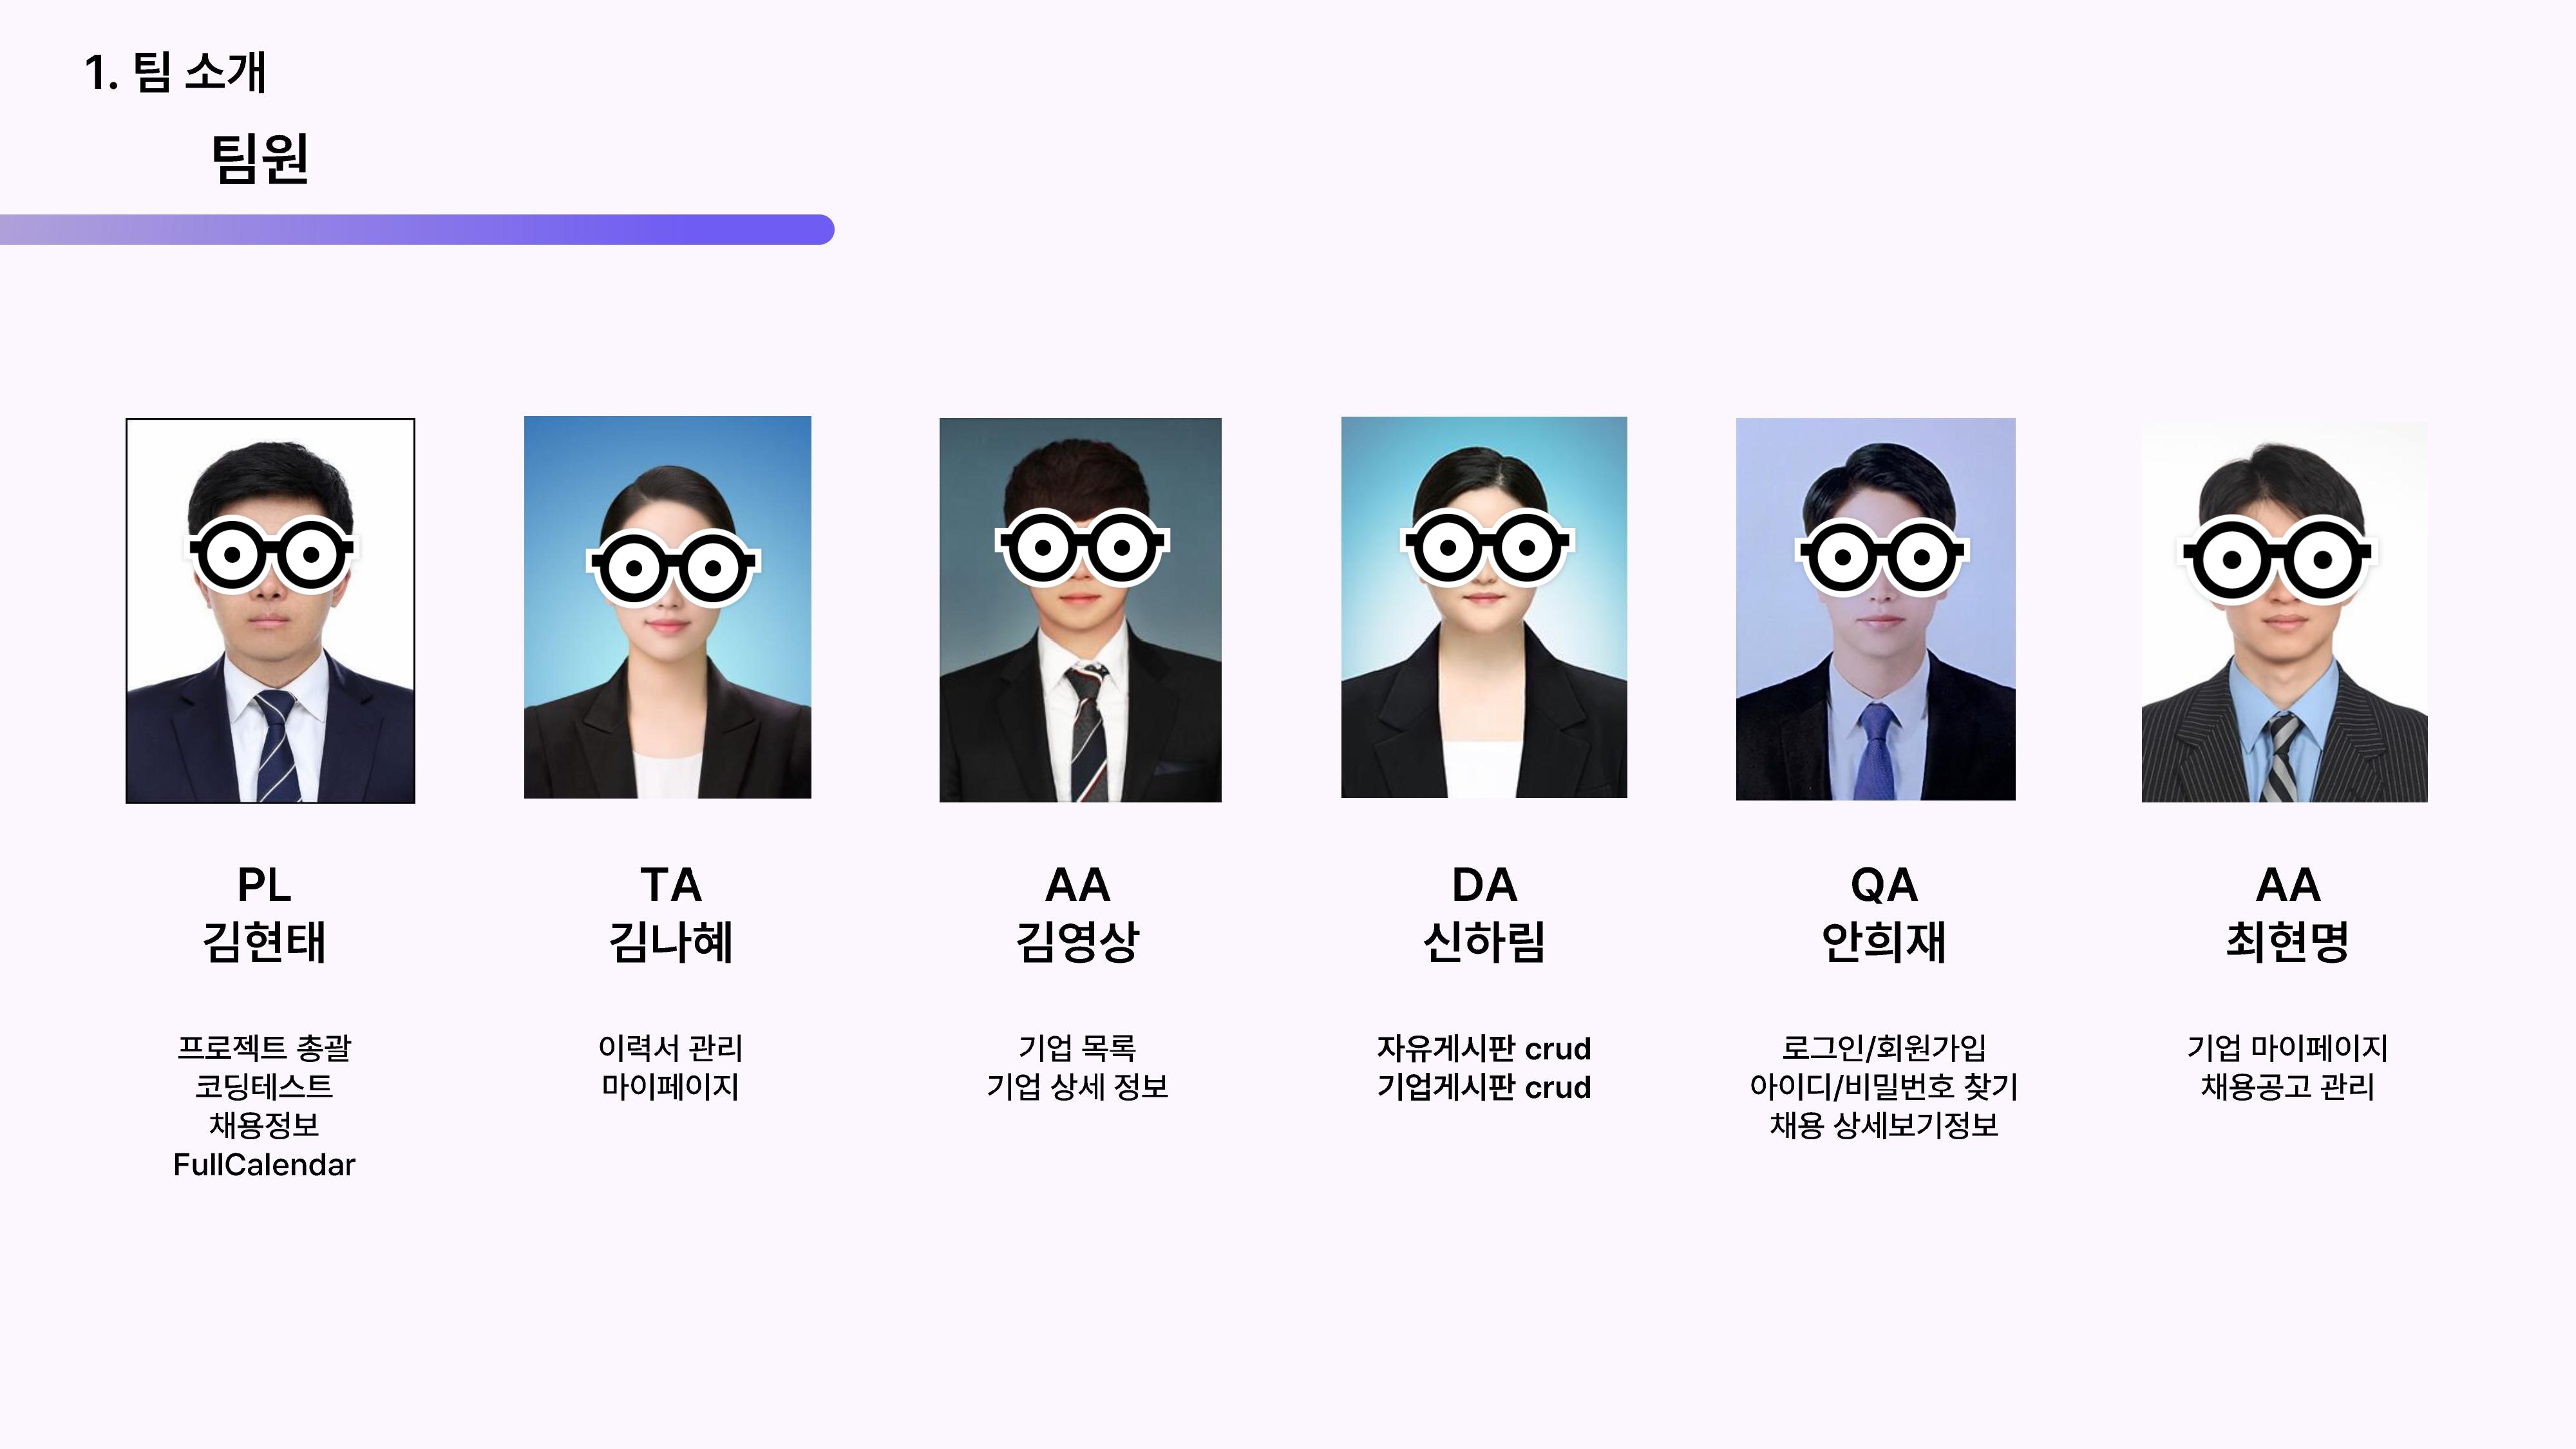 1. 팀 소개
팀원
PL
김현태
프로젝트 총괄
코딩테스트
채용정보
FullCalendar
TA
김나혜
이력서 관리
마이페이지
AA
김영상
기업 목록
기업 상세 정보
DA
신하림
자유게시판 crud
기업게시판 crud
QA
안희재
로그인/회원가입
아이디/비밀번호 찾기
채용 상세보기정보
AA
최현명
기업 마이페이지
채용공고 관리